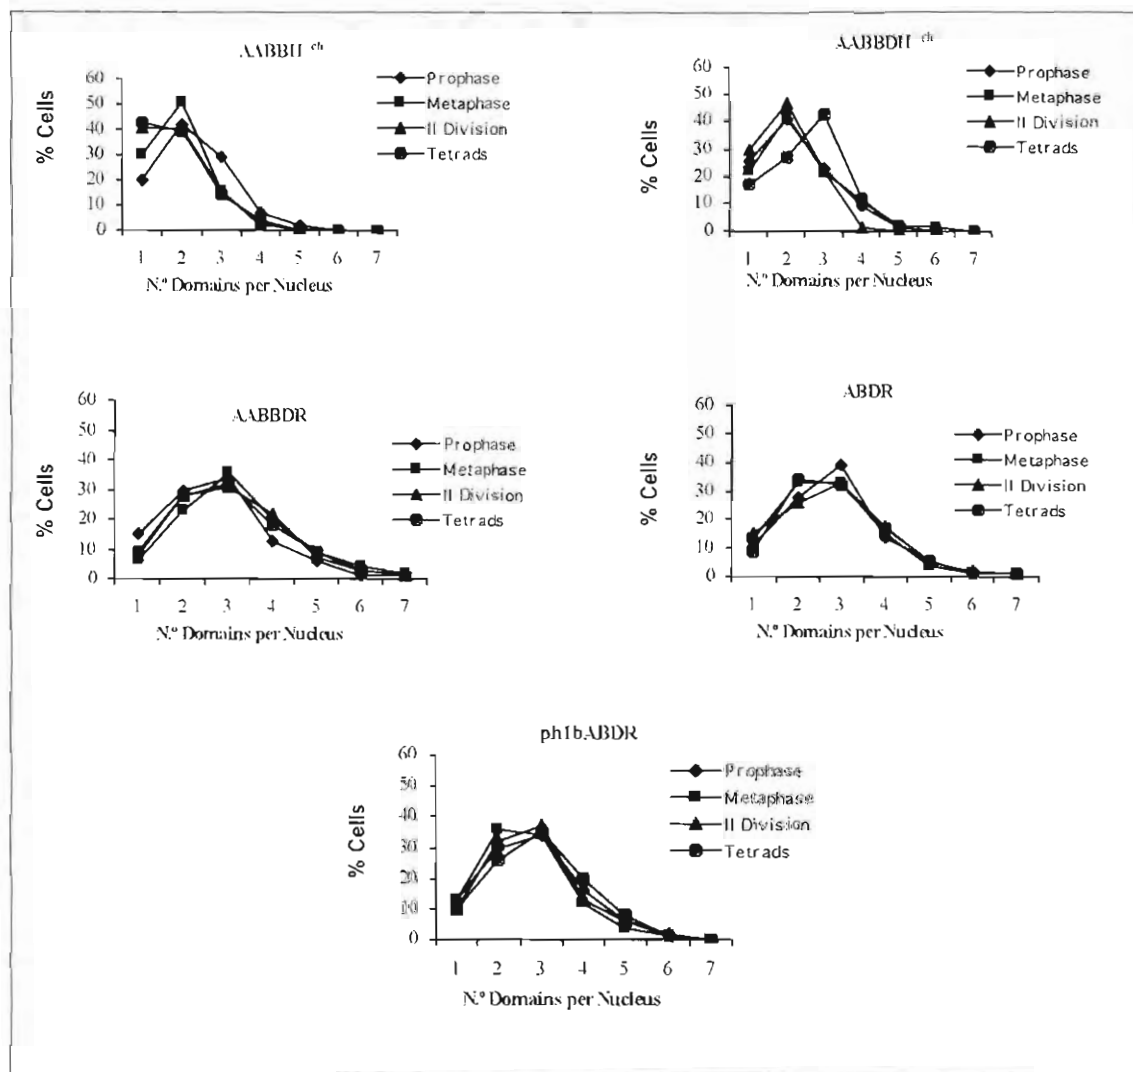 AABBH ch
60
50
40
30
20
10
0
% Cells
1 2 3 4 5 6 7
N.º Domains per Nucleus
Prophase
Metaphase
II Division
Tetrads
AABBDH ch
60
50
40
30
20
10
0
% Cells
1 2 3 4 5 6 7
N.º Domains per Nucleus
Prophase
Metaphase
II Division
Tetrads
AABBDR
60
50
40
30
20
10
0
% Cells
1 2 3 4 5 6 7
N.º Domains per Nucleus
Prophase
Metaphase
II Division
Tetrads
ABDR
60
50
40
30
20
10
0
% Cells
1 2 3 4 5 6 7
N.º Domains per Nucleus
Prophase
Metaphase
II Division
Tetrads
ph1bABDR
60
50
40
30
20
10
0
% Cells
1 2 3 4 5 6 7
N.º Domains per Nucleus
Prophase
Metaphase
II Division
Tetrads